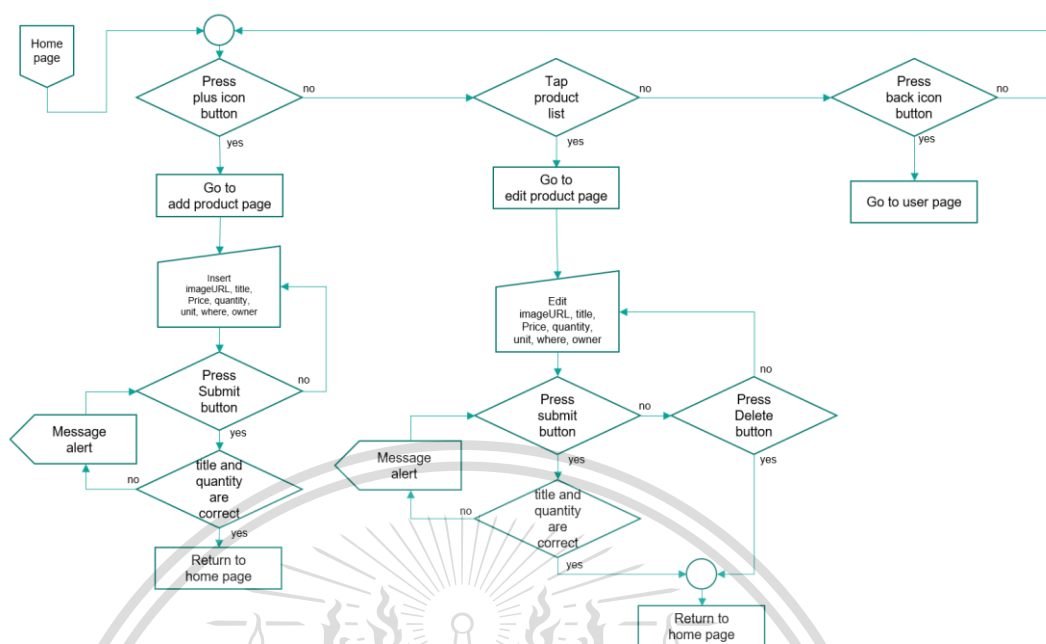 Home
page
Press
plus icon
button
no
yes
Tap
product
list
no
yes
Press
back icon
button
no
yes
Go to
add product page
Go to
edit product page
Go to user page
Insert
imageURL, title,
Price, quantity,
unit, where, owner
Edit
imageURL, title,
Price, quantity,
unit, where, owner
Press
Submit
button
no
yes
Message
alert
title and
quantity
are
correct
no
yes
Return to
home page
Press
submit
button
no
yes
Press
Delete
button
no
yes
Message
alert
title and
quantity
are
correct
no
yes
Return to
home page